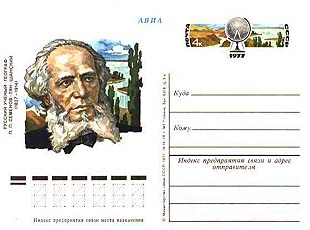 АВИА
РУССКИЙ УЧЕНЫЙ ГЕОГРАФ
П. П. СЕМЕНОВ-ТЯН-ШАНСКИЙ
(1827-1914)
ПОЧТА
СССР
4К
1977
Куда
Кому
Индекс предприятия связи и адрес
отправителя
Индекс предприятия связи места назначения